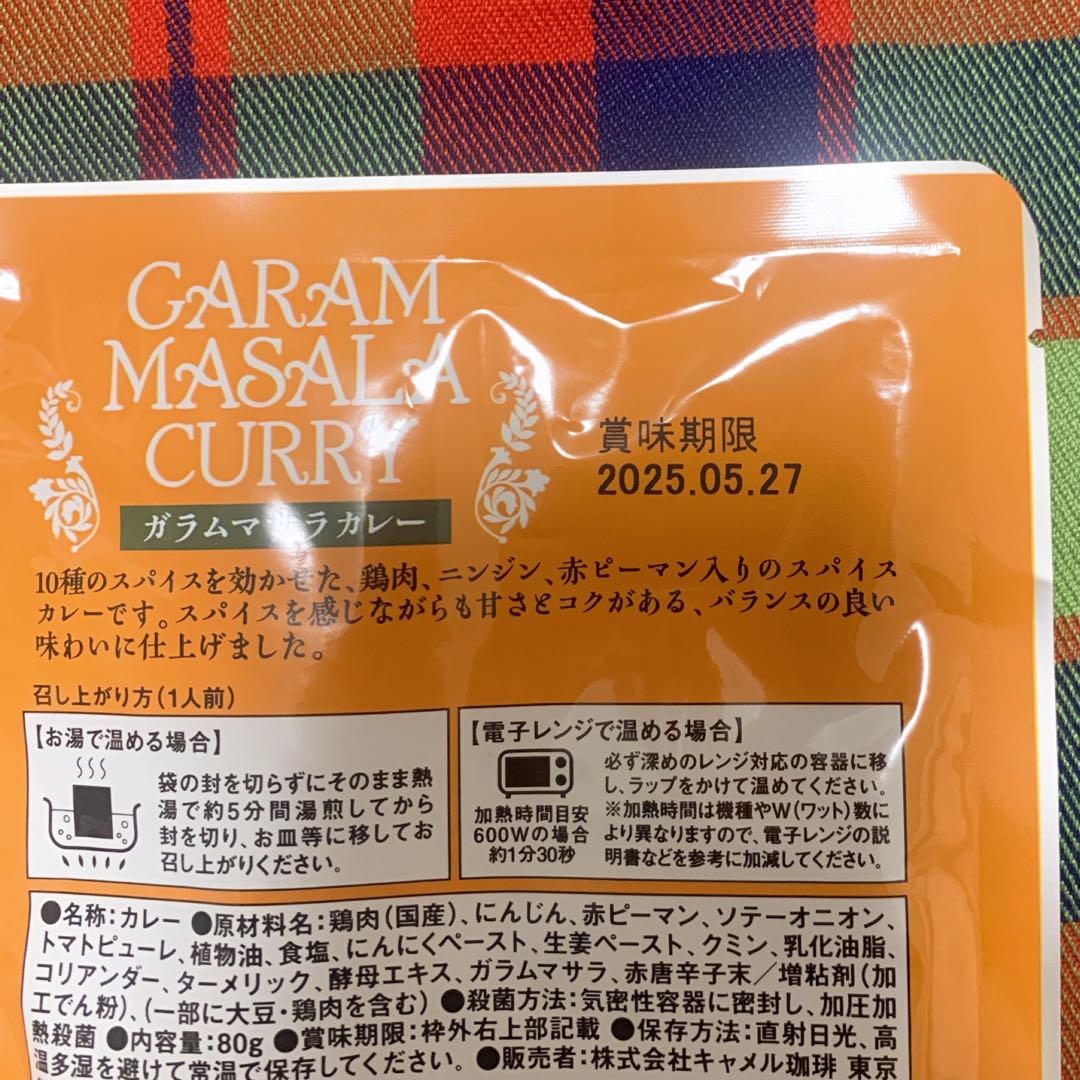 GARAM
MASALA
CURRY
ガラムマサラカレー
賞味期限
2025.05.27
10種のスパイスを効かせた、鶏肉、ニンジン、赤ピーマン入りのスパイス
カレーです。スパイスを感じながらも甘さとコクがある、バランスの良い
味わいに仕上げました。
召し上がり方(1人前)
【お湯で温める場合】
袋の封を切らずにそのまま熱
湯で約5分間湯煎してから
封を切り、お皿等に移してお
召し上がりください。
【電子レンジで温める場合】
加熱時間目安
600Wの場合
約1分30秒
必ず深めのレンジ対応の容器に移
し、ラップをかけて温めてください。
※加熱時間は機種やW(ワット)数に
より異なりますので、電子レンジの説
明書などを参考に加減してください。
●名称:カレー ●原材料名:鶏肉(国産)、にんじん、赤ピーマン、ソテーオニオン、
トマトピューレ、植物油、食塩、にんにくペースト、生姜ペースト、クミン、乳化油脂、
コリアンダー、ターメリック、酵母エキス、ガラムマサラ、赤唐辛子末/増粘剤(加
工でん粉)、(一部に大豆・鶏肉を含む) ●殺菌方法:気密性容器に密封し、加圧加
熱殺菌 ●内容量:80g ●賞味期限:枠外右上部記載 ●保存方法:直射日光、高
温多湿を避けて常温で保存してください。 ●販売者:株式会社キャメル珈琲 東京